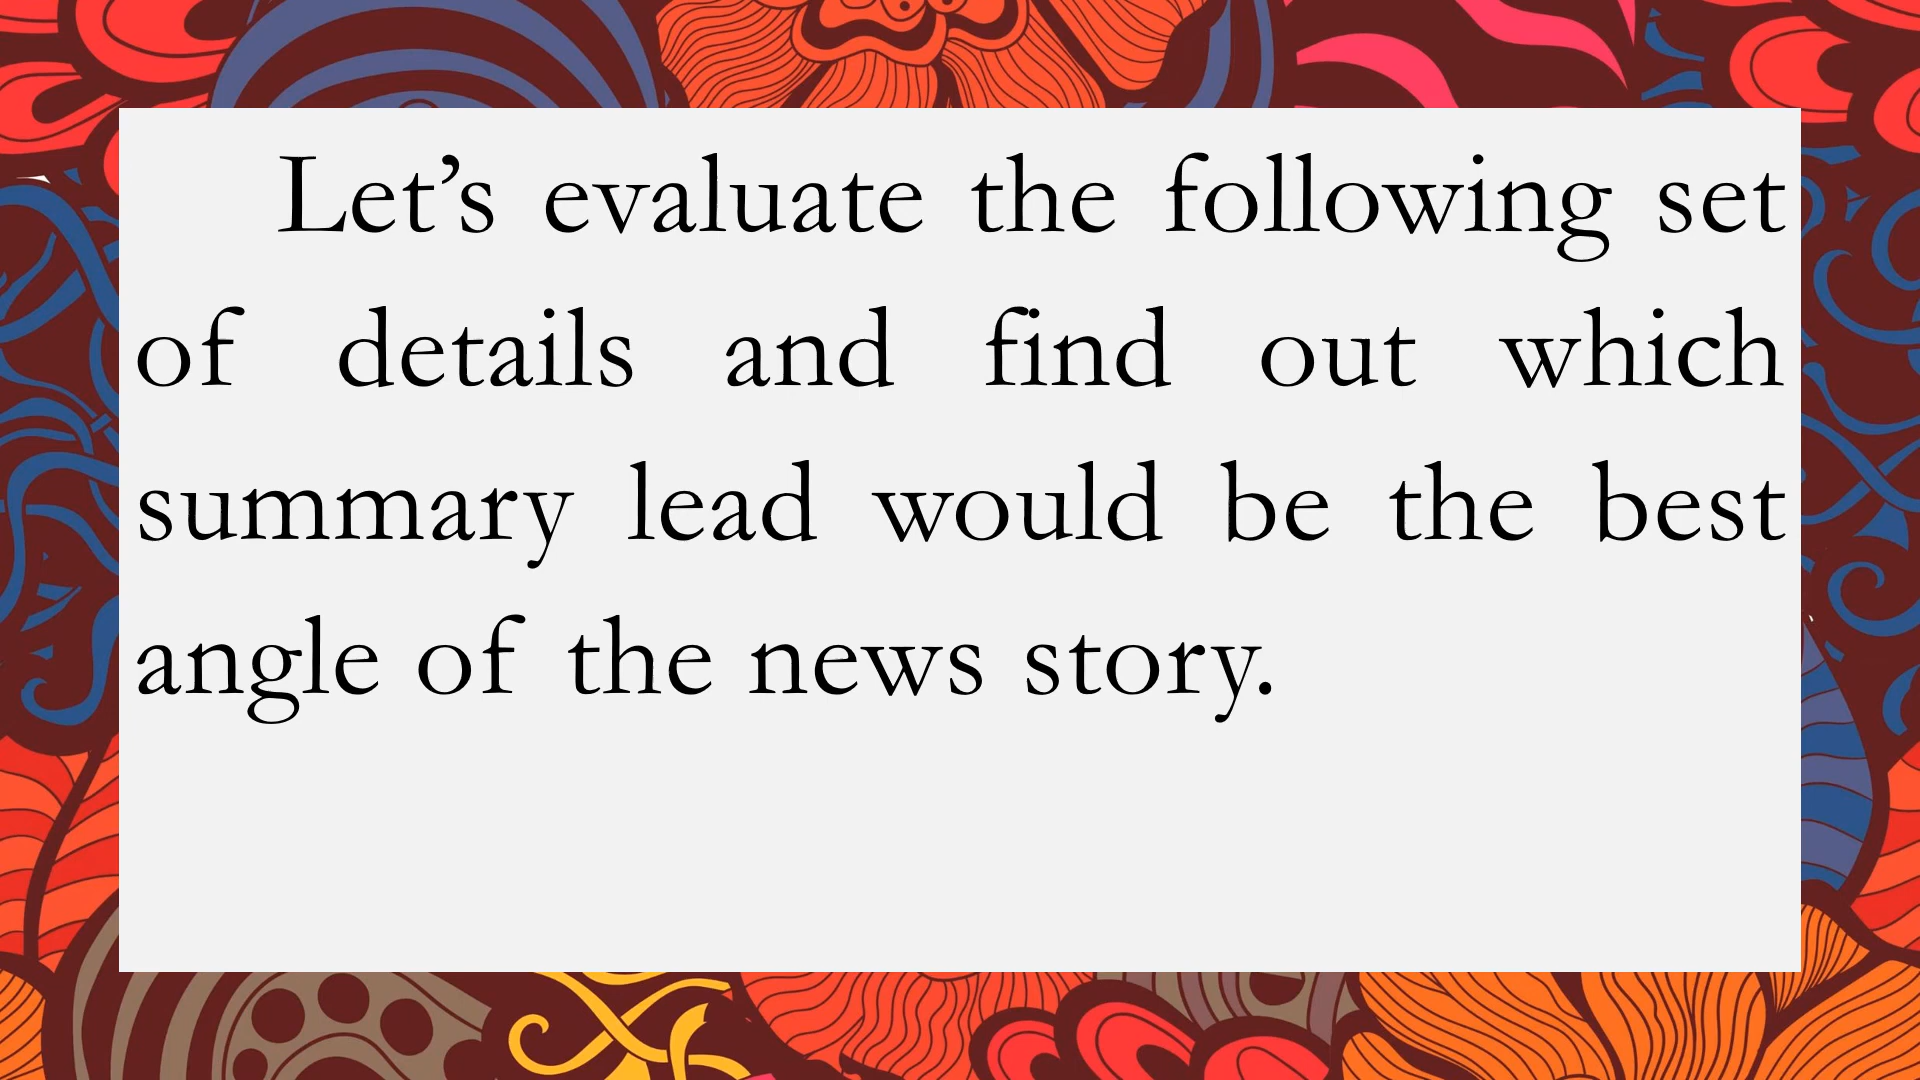 Let’s evaluate the following set
of details and find out which
summary lead would be the best
angle of the news story.